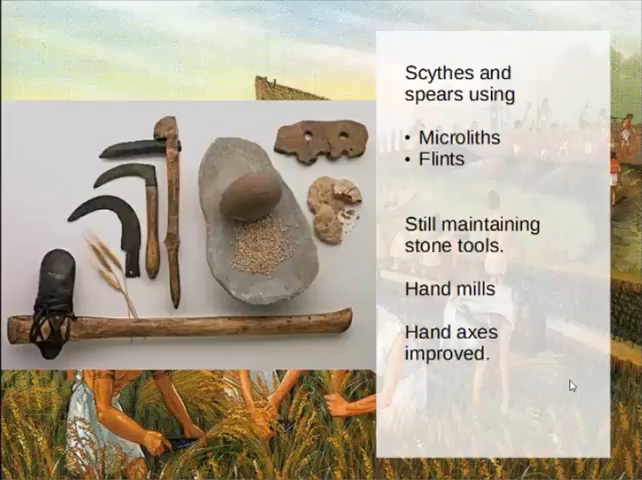 Scythes and
spears using
• Microliths
• Flints
Still maintaining
stone tools.
Hand mills
Hand axes
improved.